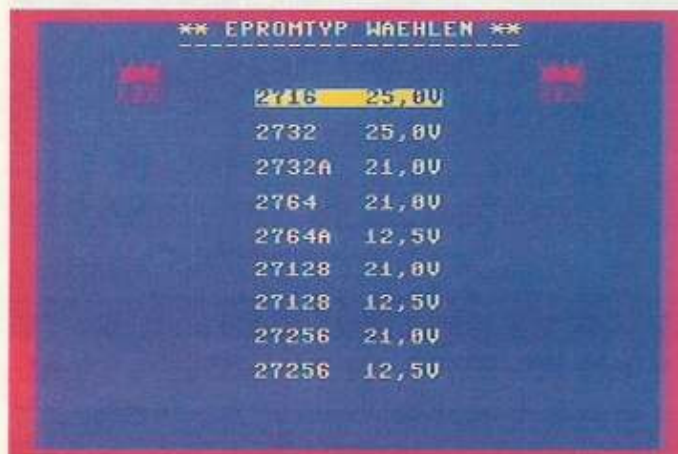 ** EPROMTYP WAEHLEN **
2716 25,0V
2732 25,0V
2732A 21,0V
2764 21,0V
2764A 12,5V
27128 21,0V
27128 12,5V
27256 21,0V
27256 12,5V